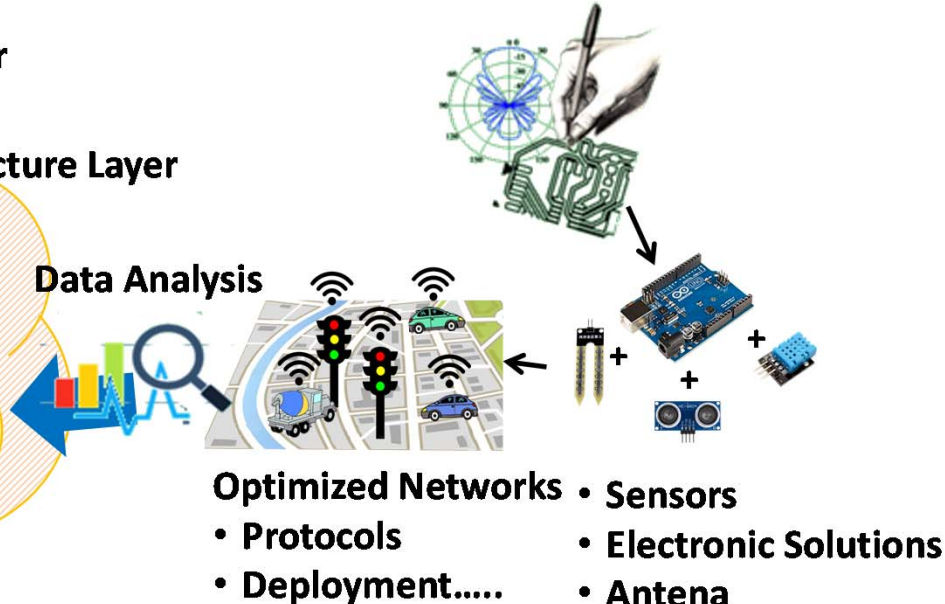 r
cture Layer
Data Analysis
Optimized Networks
• Protocols
• Deployment.....
• Sensors
• Electronic Solutions
• Antena
+
+
+